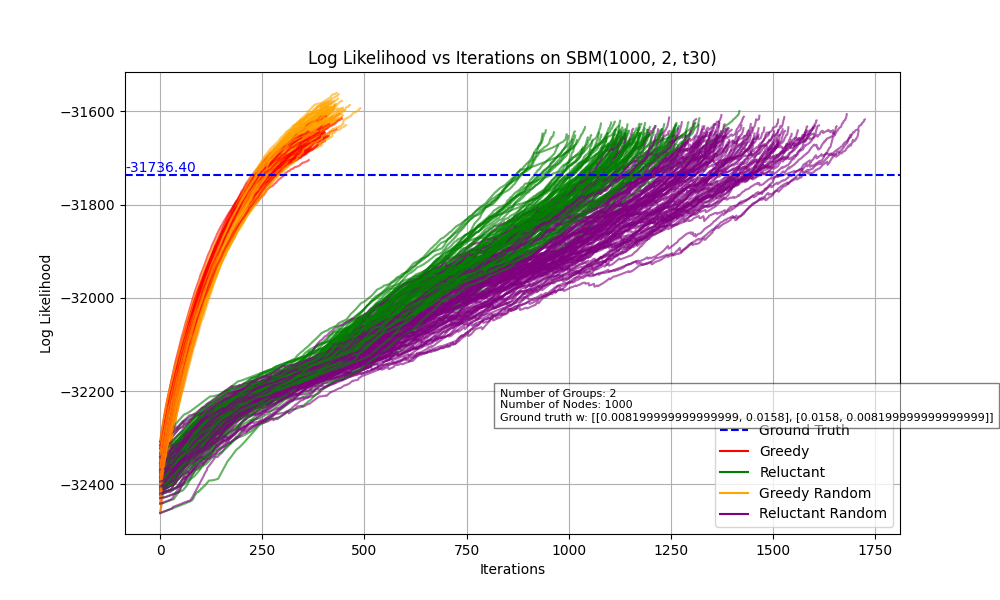 Log Likelihood vs Iterations on SBM(1000, 2, t30)
Log Likelihood
−31600
−31800
−32000
−32200
−32400
-31736.40
Number of Groups: 2
Number of Nodes: 1000
Ground truth w: [[0.008199999999999999, 0.0158], [0.0158, 0.008199999999999999]]
Ground Truth
Greedy
Reluctant
Greedy Random
Reluctant Random
0 250 500 750 1000 1250 1500 1750
Iterations